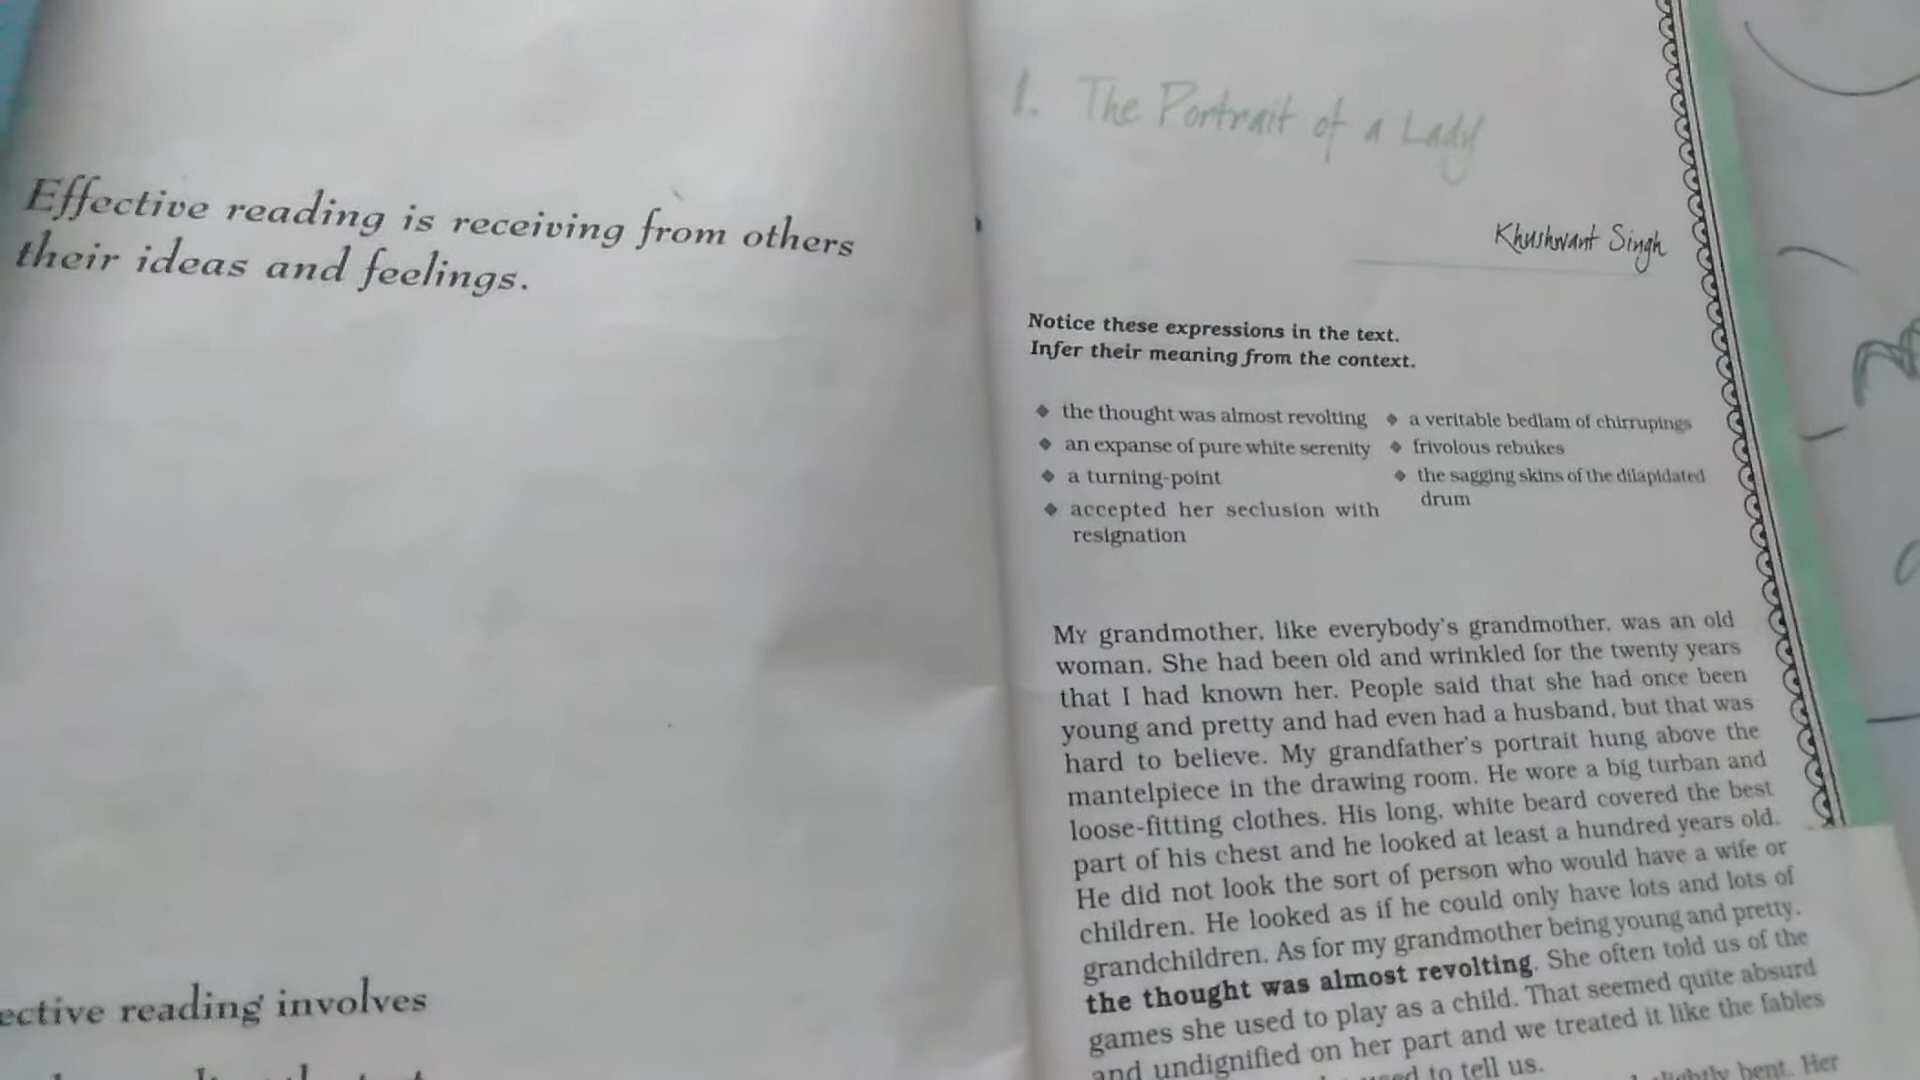 Effective reading is receiving from others
their ideas and feelings.
reading involves
1. The Portrait of a Lady
Khushwant Singh
Notice these expressions in the text.
Infer their meaning from the context.
❖ the thought was almost revolting
❖ an expanse of pure white serenity
❖ a turning-point
❖ accepted her seclusion with
resignation
❖ a veritable bedlam of chirrupings
❖ frivolous rebukes
❖ the sagging skins of the dilapidated
drum
MY grandmother, like everybody's grandmother, was an old
woman. She had been old and wrinkled for the twenty years
that I had known her. People said that she had once been
young and pretty and had even had a husband, but that was
hard to believe. My grandfather's portrait hung above the
mantelpiece in the drawing room. He wore a big turban and
loose-fitting clothes. His long, white beard covered the best
part of his chest and he looked at least a hundred years old.
He did not look the sort of person who would have a wife or
children. He looked as if he could only have lots and lots of
grandchildren. As for my grandmother being young and pretty,
the thought was almost revolting. She often told us of the
games she used to play as a child. That seemed quite absurd
and undignified on her part and we treated it like the fables
to tell us.
bent. Her